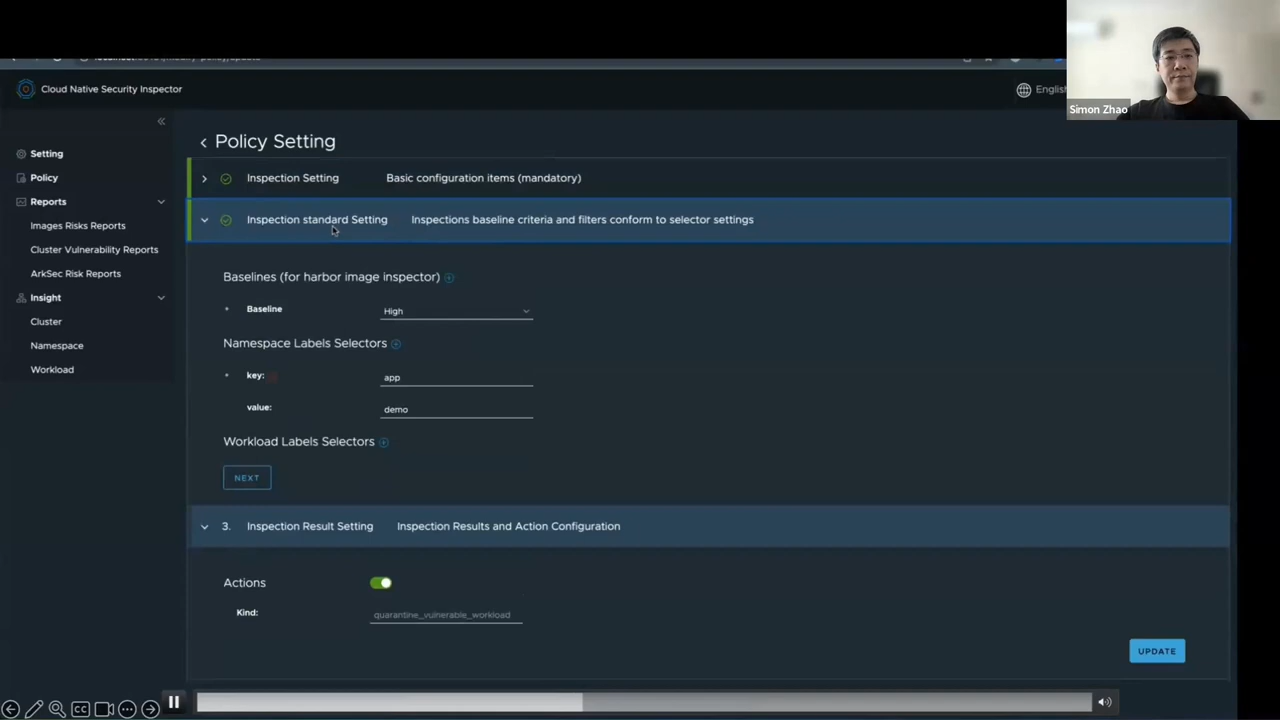 Cloud Native Security Inspector
English
Simon Zhao
Setting
Policy
Reports
Images Risks Reports
Cluster Vulnerability Reports
ArkSec Risk Reports
Insight
Cluster
Namespace
Workload
Policy Setting
Inspection Setting Basic configuration items (mandatory)
Inspection standard Setting Inspections baseline criteria and filters conform to selector settings
Baselines (for harbor image inspector)
* Baseline High
Namespace Labels Selectors
* key: app
value: demo
Workload Labels Selectors
NEXT
3. Inspection Result Setting Inspection Results and Action Configuration
Actions
Kind: quarantine_vulnerable_workload
UPDATE
CC